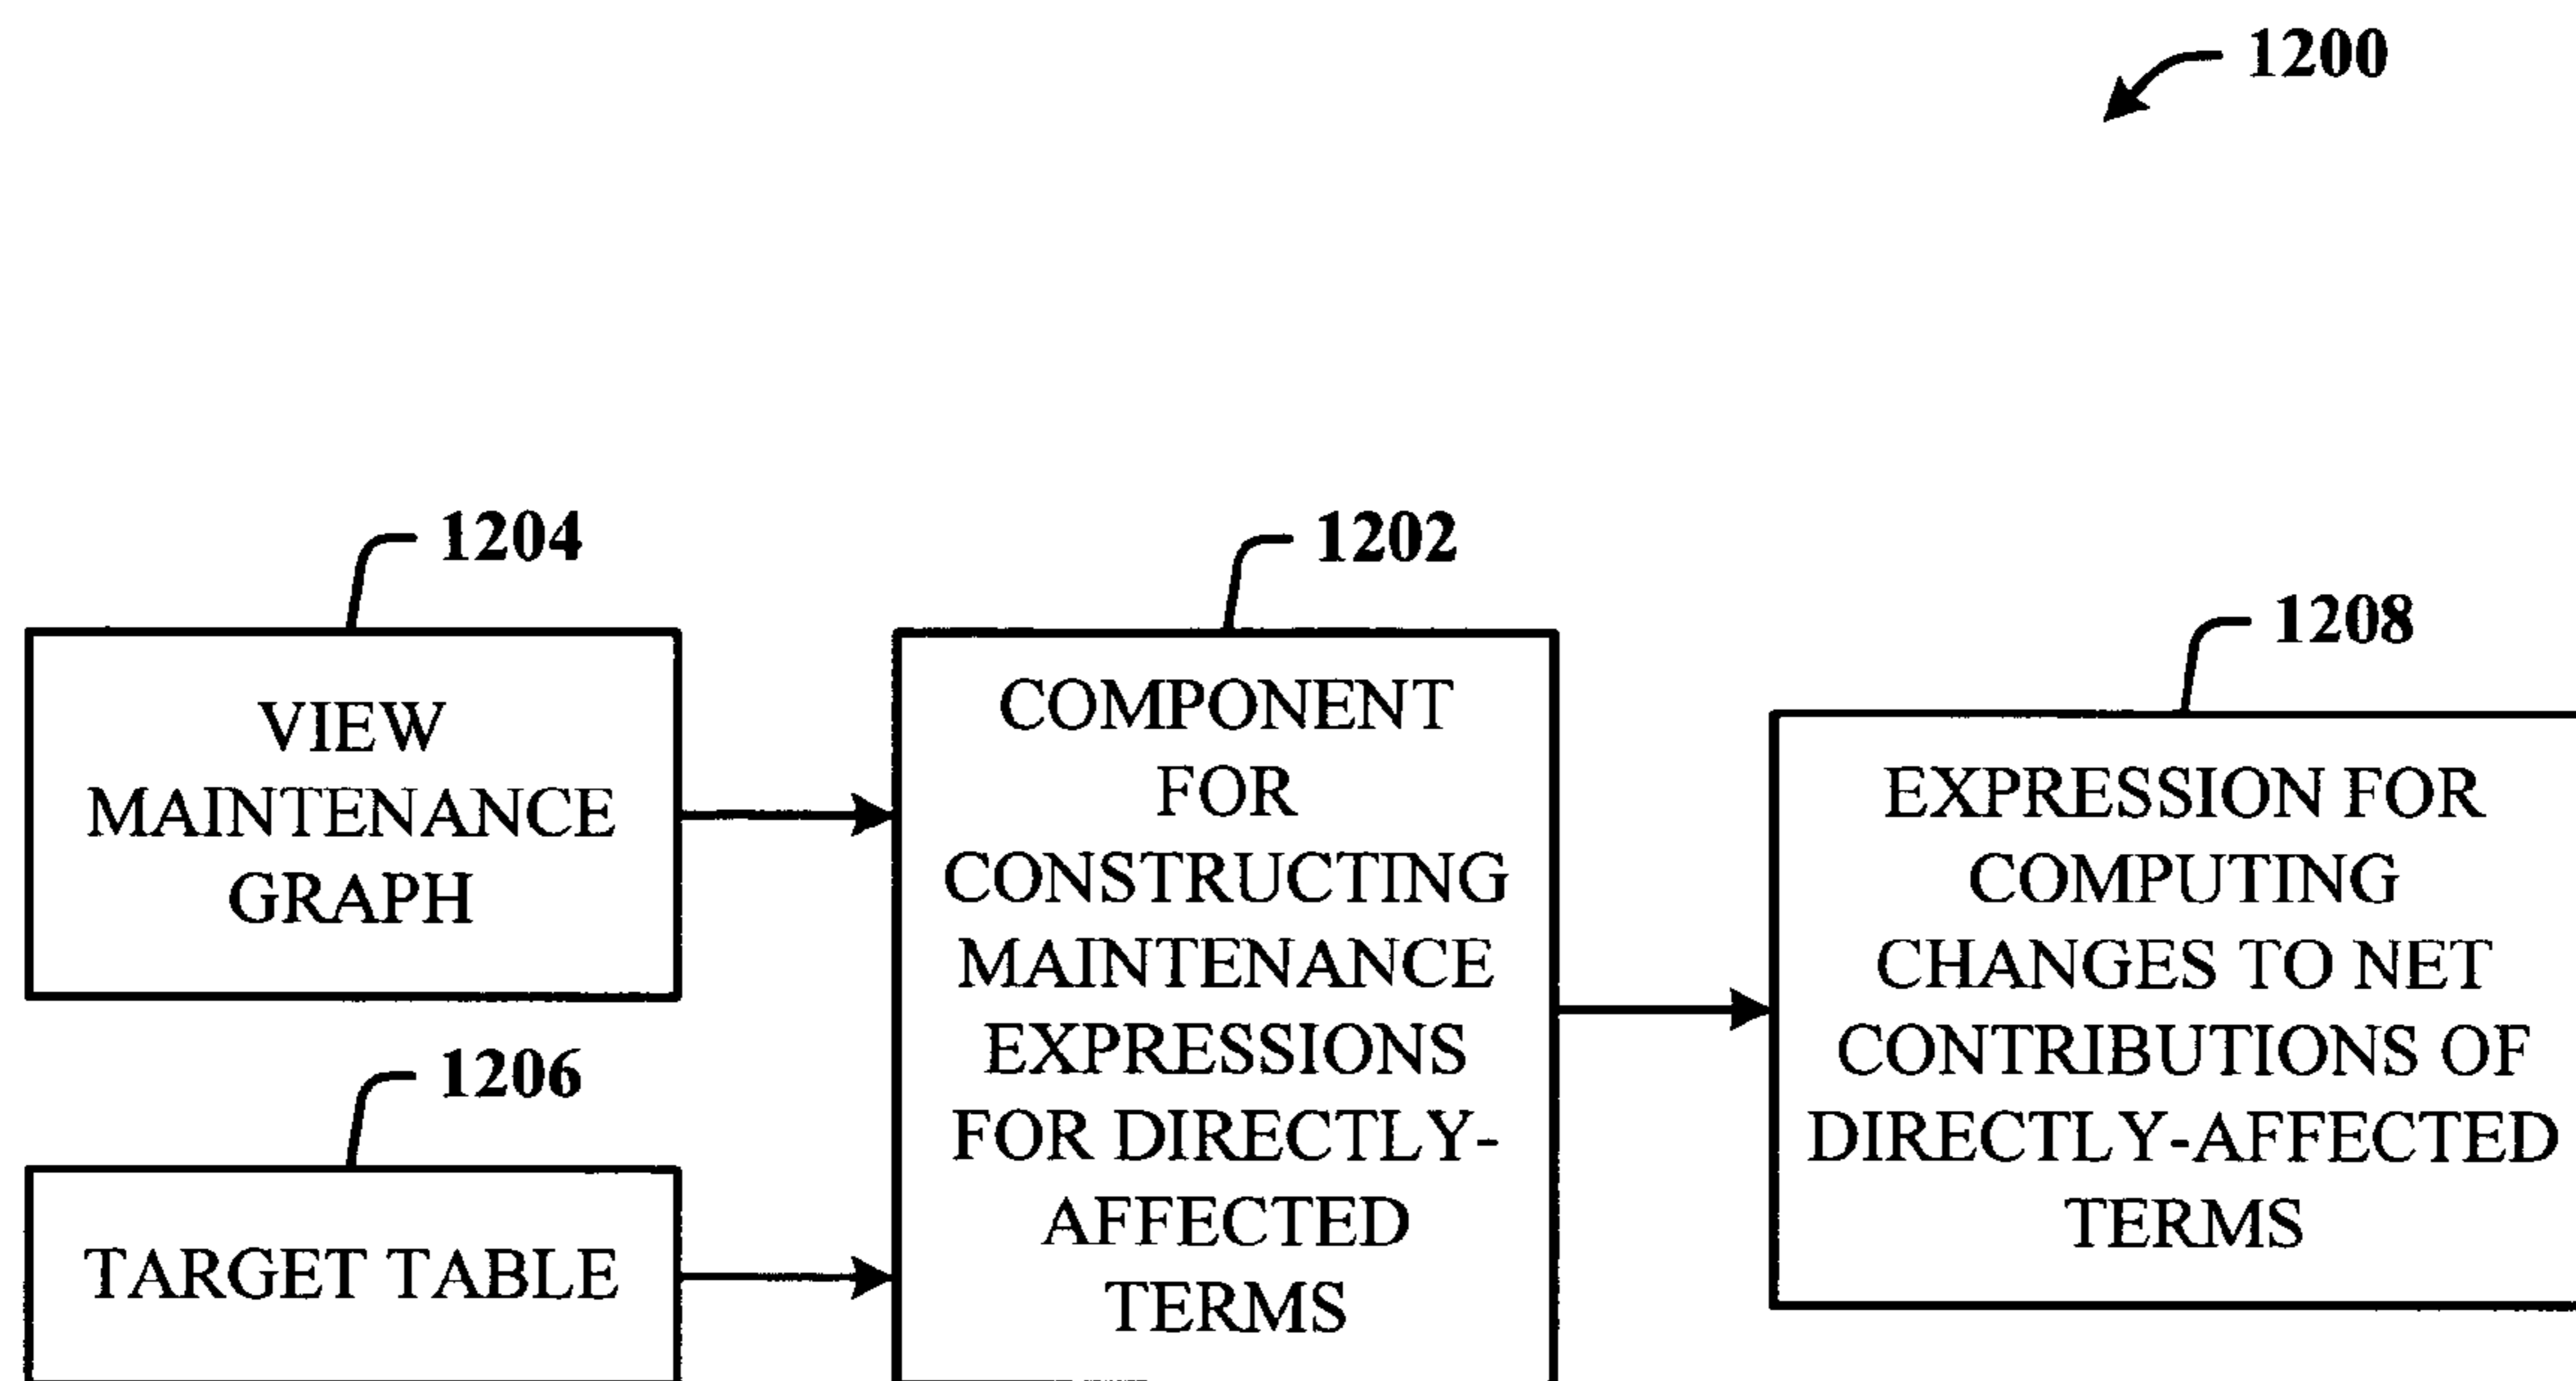 1200
1204
VIEW
MAINTENANCE
GRAPH
1206
TARGET TABLE
1202
COMPONENT
FOR
CONSTRUCTING
MAINTENANCE
EXPRESSIONS
FOR DIRECTLY-
AFFECTED
TERMS
1208
EXPRESSION FOR
COMPUTING
CHANGES TO NET
CONTRIBUTIONS OF
DIRECTLY-AFFECTED
TERMS